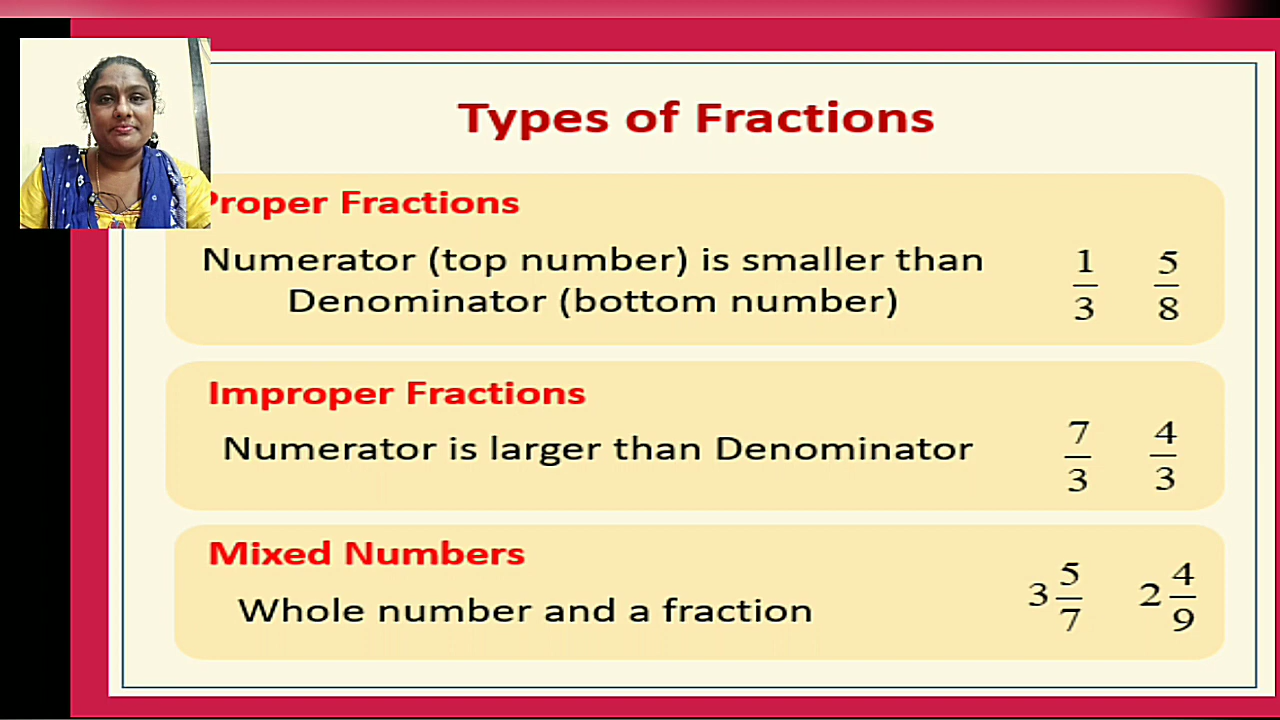 Types of Fractions
Proper Fractions
Numerator (top number) is smaller than
Denominator (bottom number)
1/3 5/8
Improper Fractions
Numerator is larger than Denominator
7/3 4/3
Mixed Numbers
Whole number and a fraction
3 5/7 2 4/9